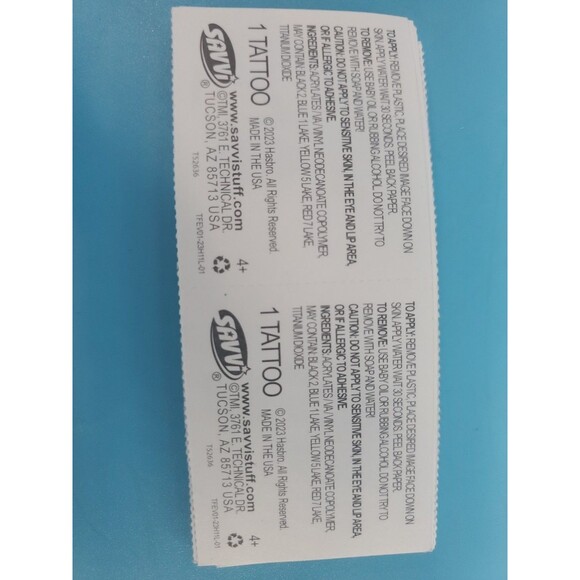 TO APPLY: REMOVE PLASTIC, PLACE DESIRED IMAGE FACE DOWN ON
SKIN. APPLY WATER WAIT 30 SECONDS. PEEL BACK PAPER.
TO REMOVE: USE BABY OIL OR RUBBING ALCOHOL. DO NOT TRY TO
REMOVE WITH SOAP AND WATER!
CAUTION: DO NOT APPLY TO SENSITIVE SKIN, IN THE EYE AND LIP AREA,
OR IF ALLERGIC TO ADHESIVE.
INGREDIENTS: ACRYLATES / VA / VINYL NEODECANOATE COPOLYMER,
MAY CONTAIN: BLACK 2, BLUE 1 LAKE, YELLOW 5 LAKE, RED 7 LAKE,
TITANIUM DIOXIDE
1 TATTOO
© 2023 Hasbro. All Rights Reserved.
MADE IN THE USA
SAVVi
®
www.savvistuff.com
©TMI, 3761 E. TECHNICAL DR.
TUCSON, AZ 85713 USA
4+
TS2636
TFEV01-23H11L-01
TO APPLY: REMOVE PLASTIC, PLACE DESIRED IMAGE FACE DOWN ON
SKIN. APPLY WATER WAIT 30 SECONDS. PEEL BACK PAPER.
TO REMOVE: USE BABY OIL OR RUBBING ALCOHOL. DO NOT TRY TO
REMOVE WITH SOAP AND WATER!
CAUTION: DO NOT APPLY TO SENSITIVE SKIN, IN THE EYE AND LIP AREA,
OR IF ALLERGIC TO ADHESIVE.
INGREDIENTS: ACRYLATES / VA / VINYL NEODECANOATE COPOLYMER,
MAY CONTAIN: BLACK 2, BLUE 1 LAKE, YELLOW 5 LAKE, RED 7 LAKE,
TITANIUM DIOXIDE
1 TATTOO
© 2023 Hasbro. All Rights Reserved.
MADE IN THE USA
SAVVi
®
www.savvistuff.com
©TMI, 3761 E. TECHNICAL DR.
TUCSON, AZ 85713 USA
4+
TS2636
TFEV01-23H11L-01